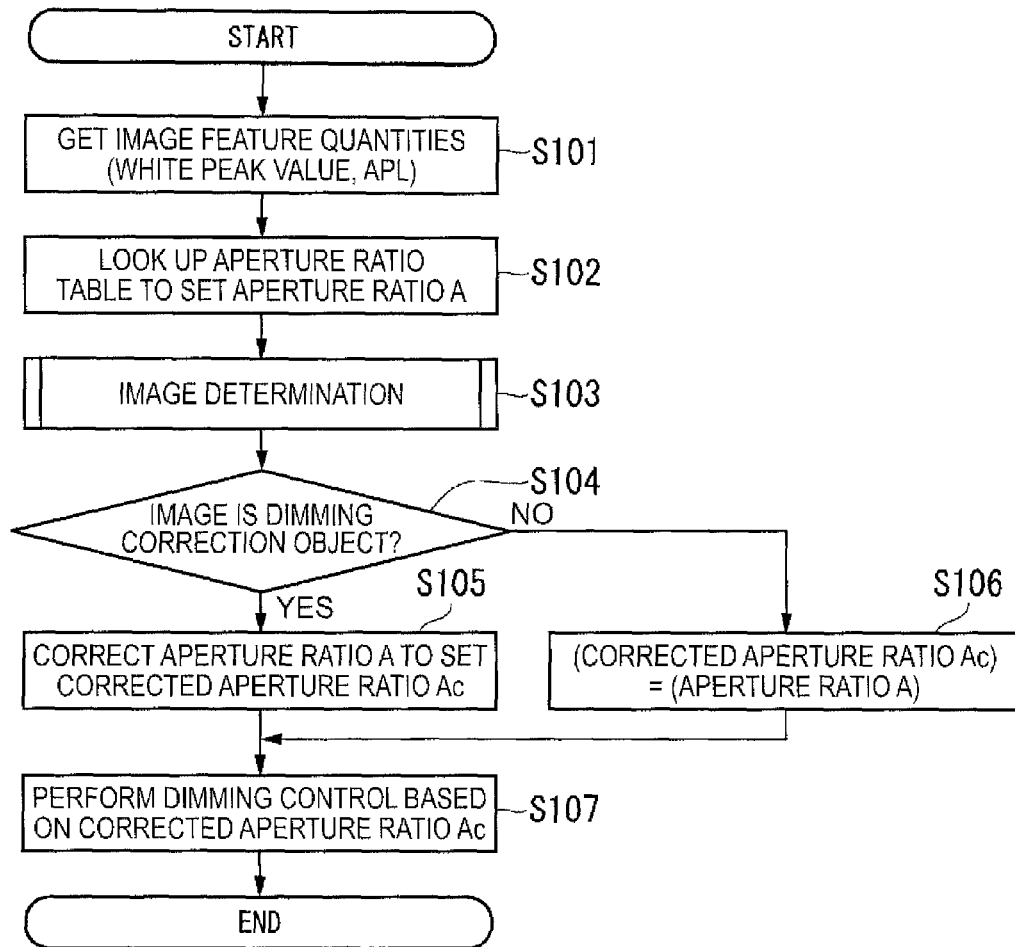 START
GET IMAGE FEATURE QUANTITIES
(WHITE PEAK VALUE, APL)
S101
LOOK UP APERTURE RATIO
TABLE TO SET APERTURE RATIO A
S102
IMAGE DETERMINATION
S103
S104
IMAGE IS DIMMING
CORRECTION OBJECT?
NO
YES
S105
S106
CORRECT APERTURE RATIO A TO SET
CORRECTED APERTURE RATIO Ac
(CORRECTED APERTURE RATIO Ac)
= (APERTURE RATIO A)
PERFORM DIMMING CONTROL BASED
ON CORRECTED APERTURE RATIO Ac
S107
END